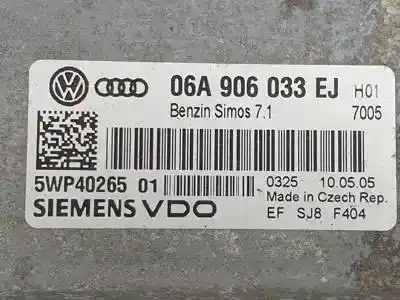 06A 906 033 EJ H01
Benzin Simos 7.1 7005
5WP40265 01 0325 10.05.05
Made in Czech Rep.
SIEMENS VDO EF SJ8 F404